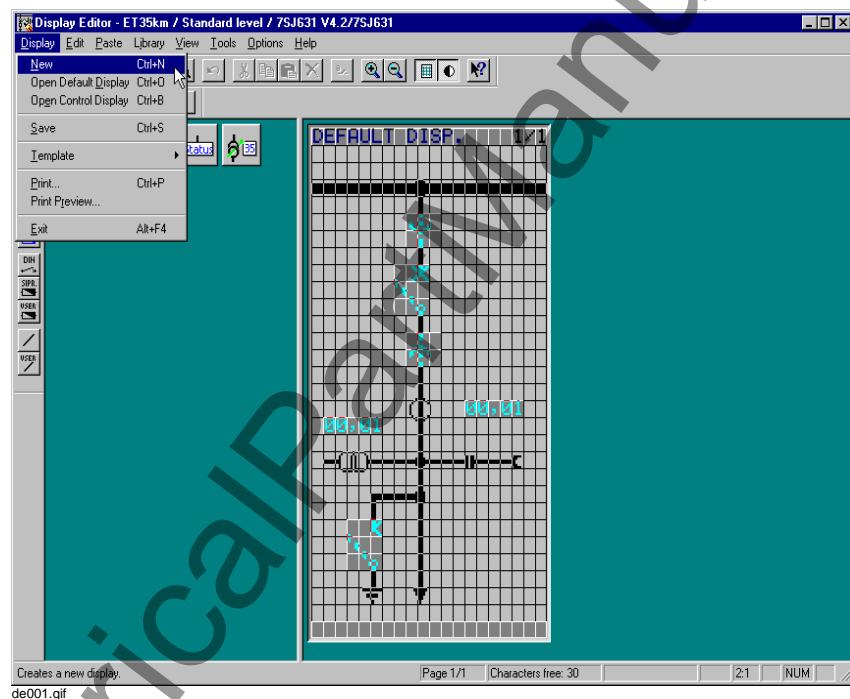 Display Editor - ET35km / Standard level / 7SJ631 V4.2/7SJ631
Display Edit Paste Library View Tools Options Help
New Ctrl+N
Open Default Display Ctrl+O
Open Control Display Ctrl+B
Save Ctrl+S
Template
Print... Ctrl+P
Print Preview...
Exit Alt+F4
Status
35
DIN
SIPR.
USER
USER
DEFAULT DISP. 1/1
00,01
00,01
Creates a new display. Page 1/1 Characters free: 30 2:1 NUM
de001.gif